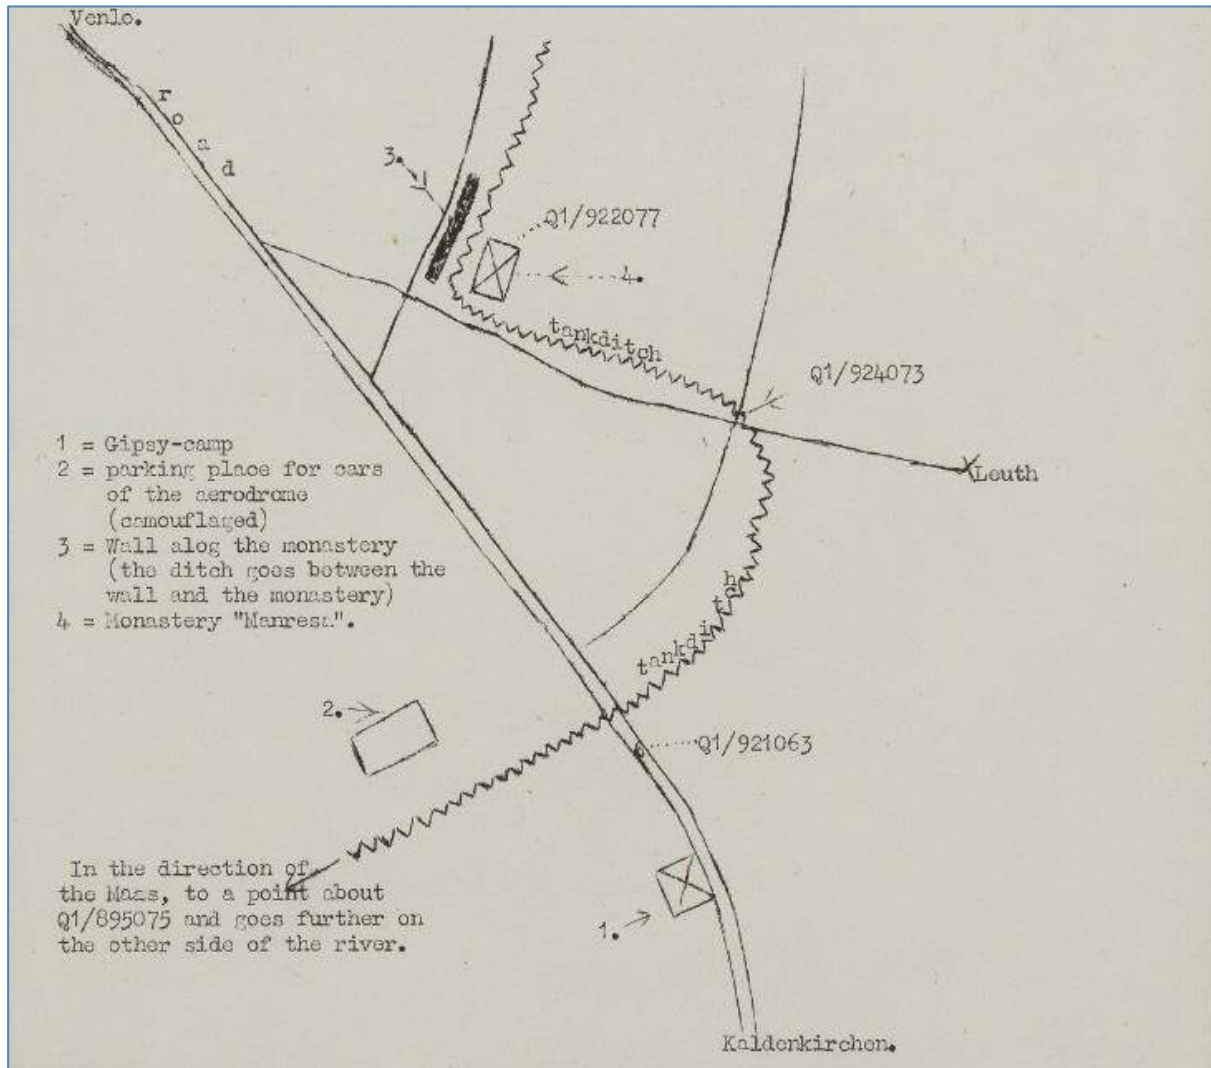 Venlo.
road
3.
Q1/922077
4.
tankditch
Q1/924073
Leuth
1 = Gipsy-camp
2 = parking place for cars
of the aerodrome
(camouflaged)
3 = Wall alog the monastery
(the ditch goes between the
wall and the monastery)
4 = Monastery "Manresa".
tankditch
2.
Q1/921063
In the direction of
the Maas, to a point about
Q1/895075 and goes further on
the other side of the river.
1.
Kaldenkirchen.